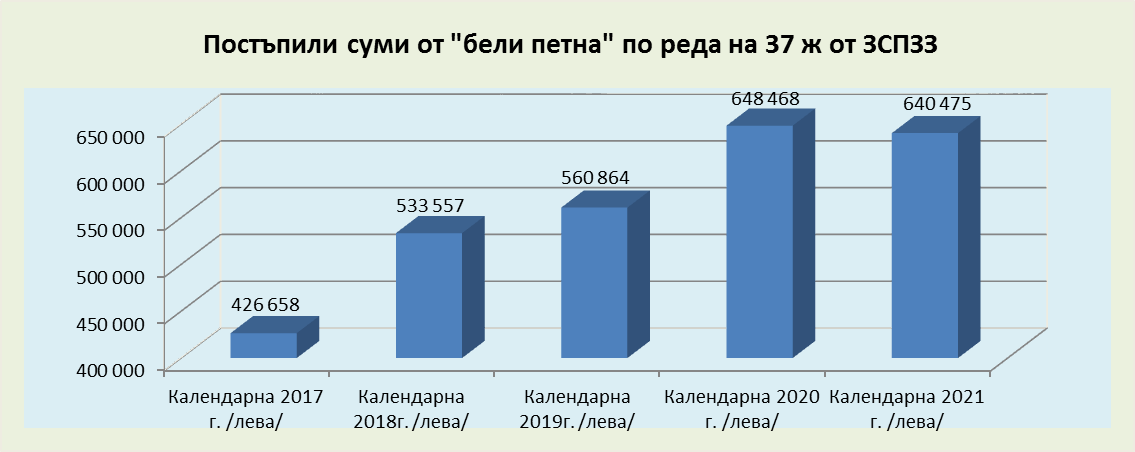 Постъпили суми от "бели петна" по реда на 37 ж от ЗСПЗЗ
650 000
600 000
550 000
500 000
450 000
400 000
426 658
533 557
560 864
648 468
640 475
Календарна 2017
г. /лева/
Календарна
2018г. /лева/
Календарна
2019г. /лева/
Календарна 2020
г. /лева/
Календарна 2021
г. /лева/